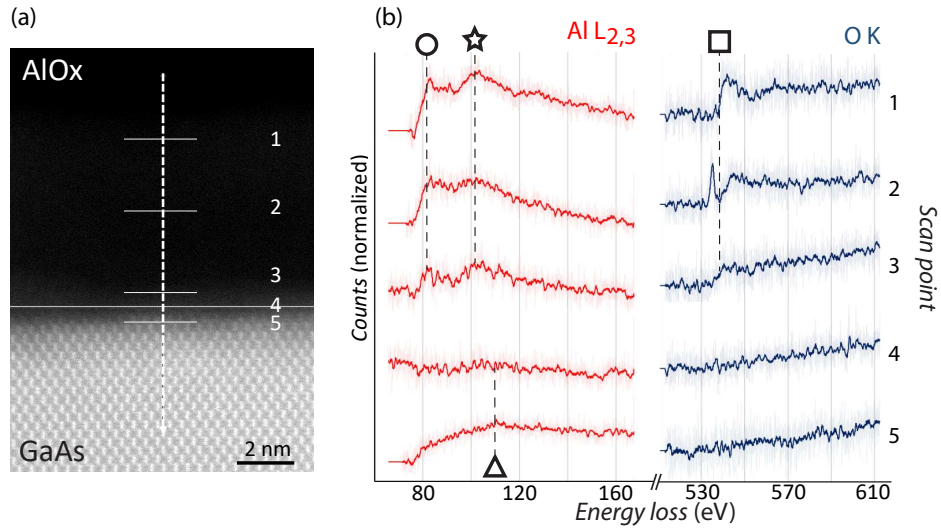 (a)
AlOx
1
2
3
4
5
GaAs
2 nm
(b)
Al L2,3
O K
Counts (normalized)
1
2
3
4
5
Scan point
80
120
160
530
570
610
Energy loss (eV)